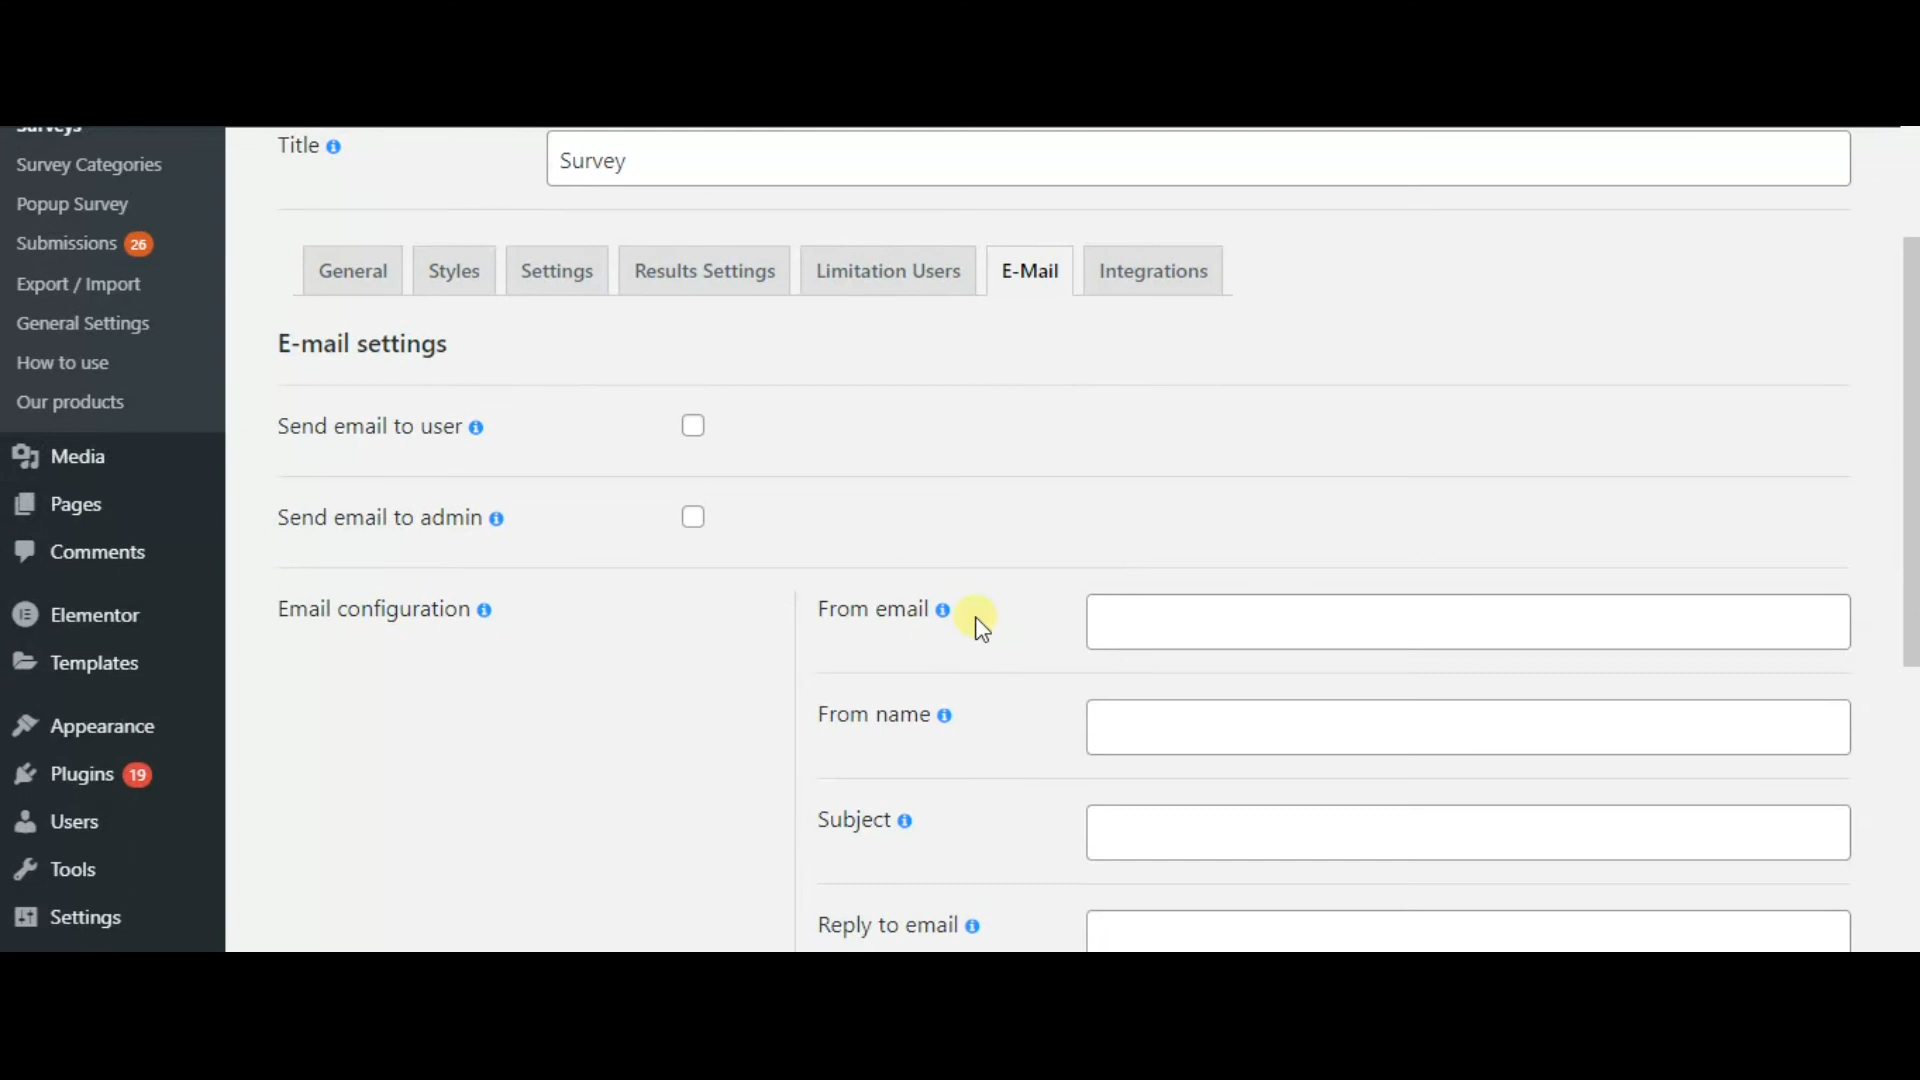 Surveys
Survey Categories
Popup Survey
Submissions 26
Export / Import
General Settings
How to use
Our products
Media
Pages
Comments
Elementor
Templates
Appearance
Plugins 19
Users
Tools
Settings
Title
Survey
General Styles Settings Results Settings Limitation Users E-Mail Integrations
E-mail settings
Send email to user
Send email to admin
Email configuration
From email
From name
Subject
Reply to email